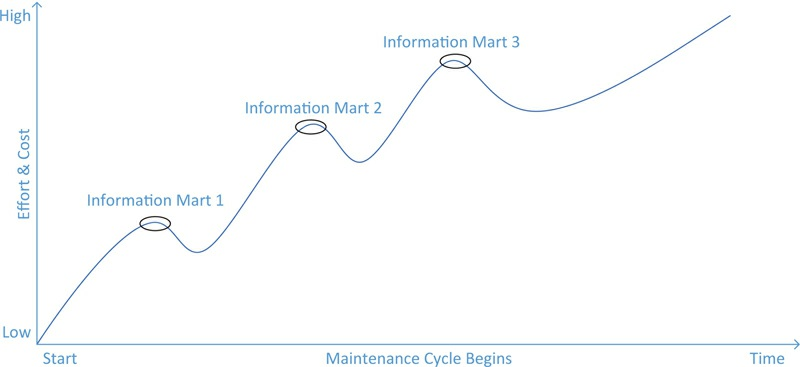 High
Information Mart 3
Information Mart 2
Effort & Cost
Information Mart 1
Low
Start
Maintenance Cycle Begins
Time